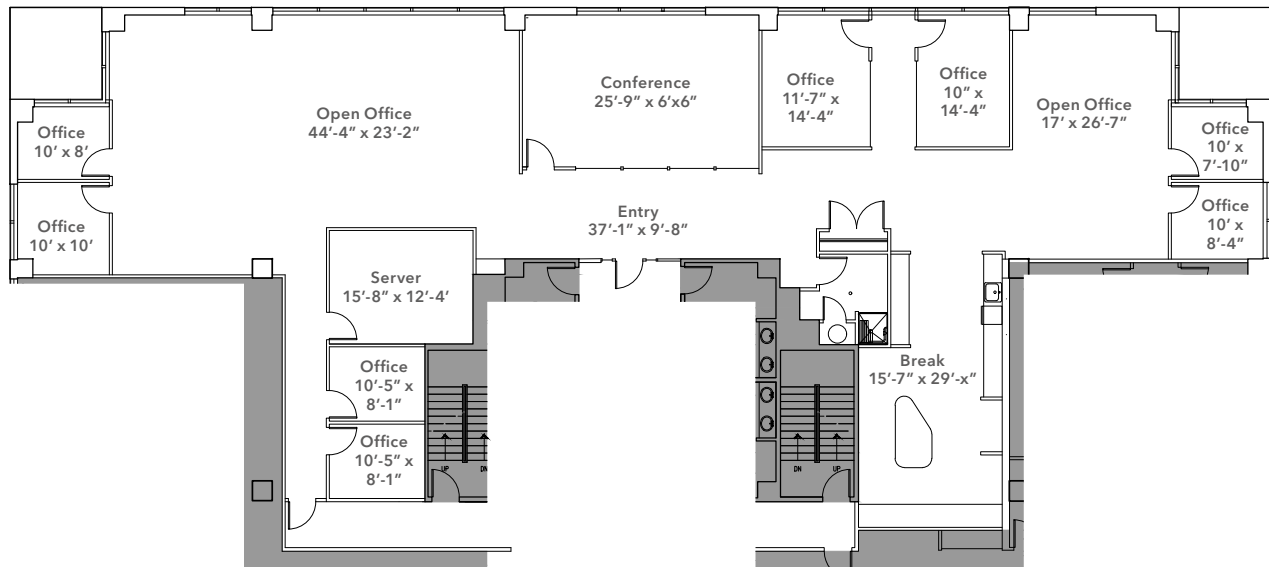 Office
10’ x 8’
Office
10’ x 10’
Open Office
44’-4” x 23’-2”
Conference
25’-9” x 6’x6”
Office
11’-7” x
14’-4”
Office
10” x
14’-4”
Open Office
17’ x 26’-7”
Office
10’ x
7’-10”
Office
10’ x
8’-4”
Entry
37’-1” x 9’-8”
Server
15’-8” x 12’-4’
Office
10’-5” x
8’-1”
Office
10’-5” x
8’-1”
Break
15’-7” x 29’-x”
UP
DN
DN
UP